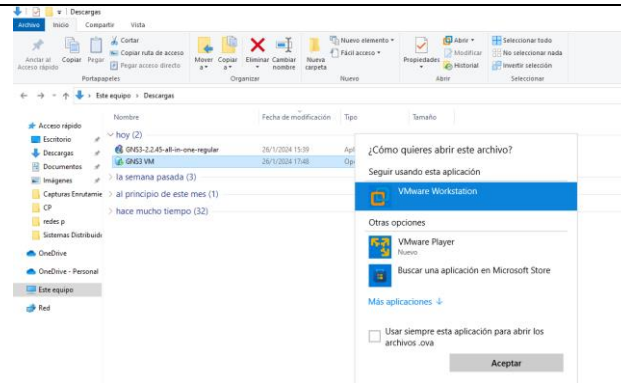 Descargas
Archivo Inicio Compartir Vista
Anclar al Acceso rápido
Copiar
Pegar
Cortar
Copiar ruta de acceso
Pegar acceso directo
Portapapeles
Mover a
Copiar a
Eliminar
Cambiar nombre
Organizar
Nueva carpeta
Nuevo elemento
Fácil acceso
Nuevo
Propiedades
Abrir
Modificar
Historial
Abrir
Seleccionar todo
No seleccionar nada
Invertir selección
Seleccionar
Este equipo > Descargas
Nombre Fecha de modificación Tipo Tamaño
Acceso rápido
Escritorio
Descargas
Documentos
Imágenes
Capturas Enrutamie
CP
redes p
Sistemas Distribuido
OneDrive
OneDrive - Personal
Este equipo
Red
hoy (2)
GNS3-2.2.45-all-in-one-regular 26/1/2024 15:39
GNS3 VM 26/1/2024 17:48
la semana pasada (3)
al principio de este mes (1)
hace mucho tiempo (32)
¿Cómo quieres abrir este archivo?
Seguir usando esta aplicación
VMware Workstation
Otras opciones
VMware Player
Nuevo
Buscar una aplicación en Microsoft Store
Más aplicaciones ↓
Usar siempre esta aplicación para abrir los
archivos .ova
Aceptar